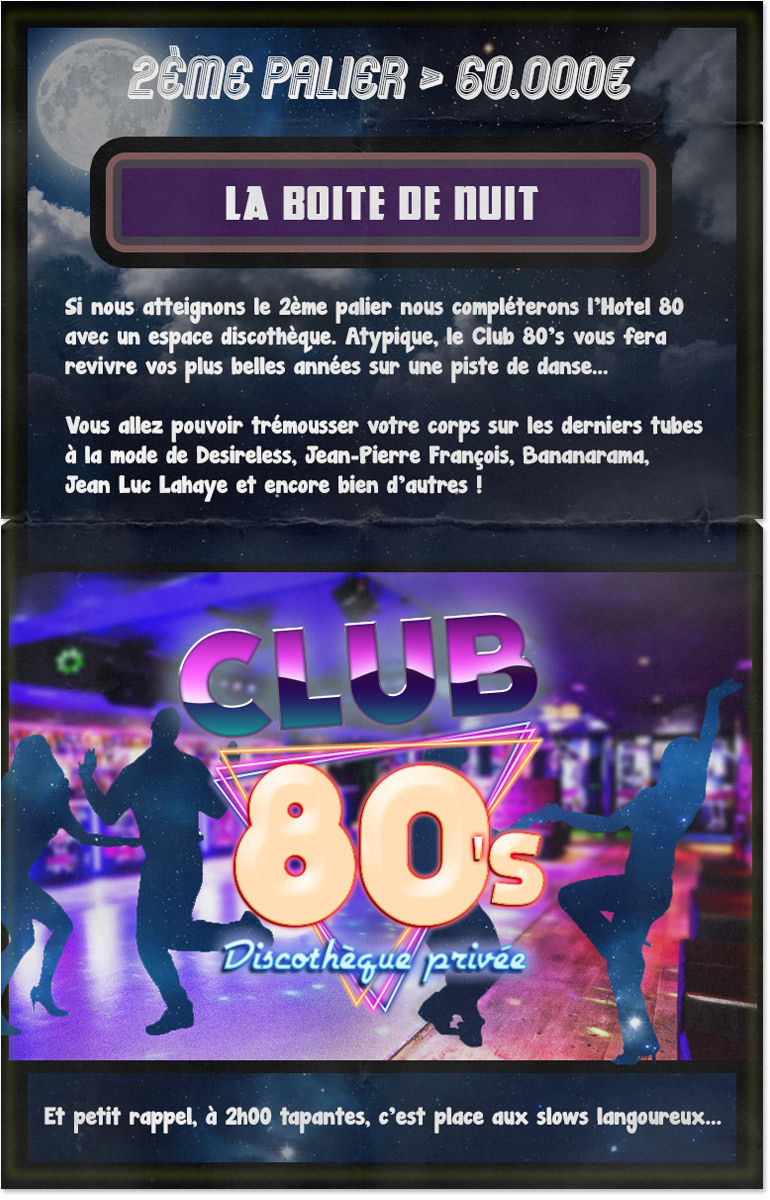 2ÈME PALIER > 60.000€
LA BOITE DE NUIT
Si nous atteignons le 2ème palier nous compléterons l'Hotel 80
avec un espace discothèque. Atypique, le Club 80's vous fera
revivre vos plus belles années sur une piste de danse...
Vous allez pouvoir trémousser votre corps sur les derniers tubes
à la mode de Desireless, Jean-Pierre François, Bananarama,
Jean Luc Lahaye et encore bien d'autres !
CLUB
80's
Discothèque privée
Et petit rappel, à 2h00 tapantes, c'est place aux slows langoureux...